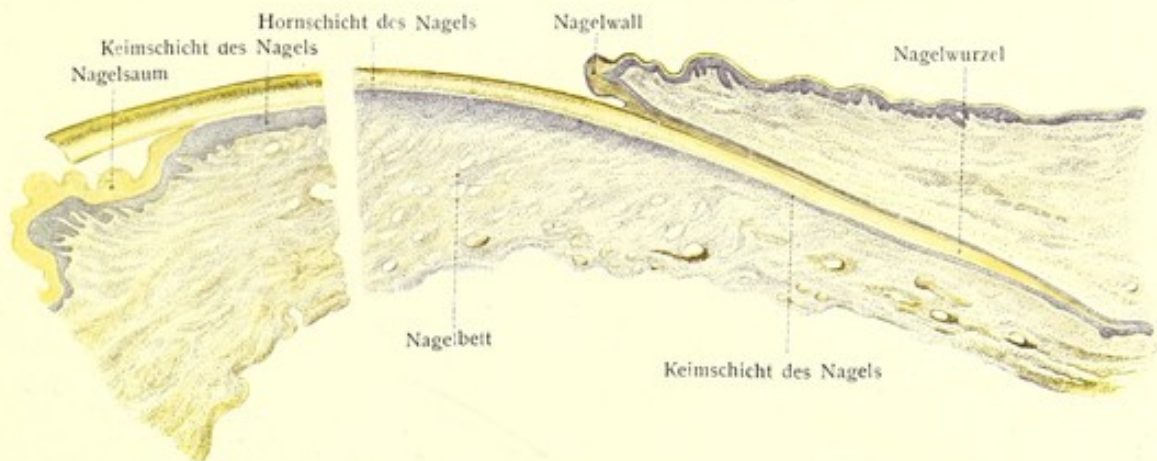 Hornschicht des Nagels
Nagelwall
Keimschicht des Nagels
Nagelwurzel
Nagelsaum
Nagelbett
Keimschicht des Nagels